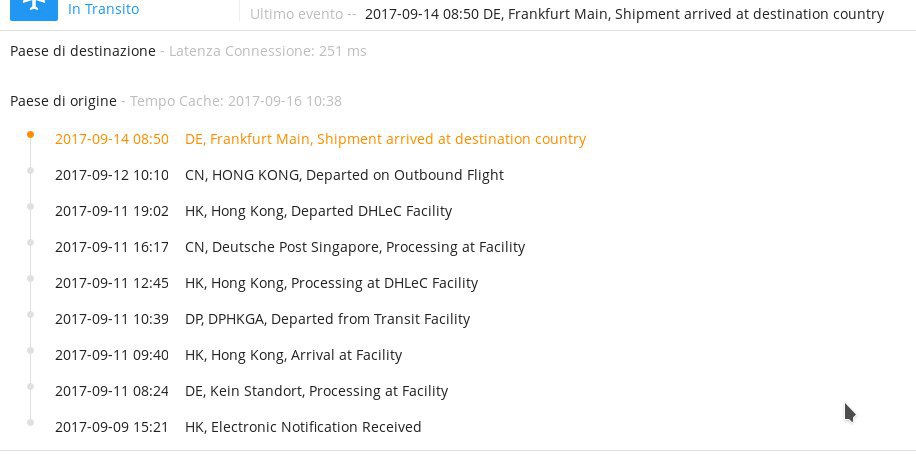 In Transito
Ultimo evento -- 2017-09-14 08:50 DE, Frankfurt Main, Shipment arrived at destination country
Paese di destinazione - Latenza Connessione: 251 ms
Paese di origine - Tempo Cache: 2017-09-16 10:38
2017-09-14 08:50 DE, Frankfurt Main, Shipment arrived at destination country
2017-09-12 10:10 CN, HONG KONG, Departed on Outbound Flight
2017-09-11 19:02 HK, Hong Kong, Departed DHLeC Facility
2017-09-11 16:17 CN, Deutsche Post Singapore, Processing at Facility
2017-09-11 12:45 HK, Hong Kong, Processing at DHLeC Facility
2017-09-11 10:39 DP, DPHKGA, Departed from Transit Facility
2017-09-11 09:40 HK, Hong Kong, Arrival at Facility
2017-09-11 08:24 DE, Kein Standort, Processing at Facility
2017-09-09 15:21 HK, Electronic Notification Received